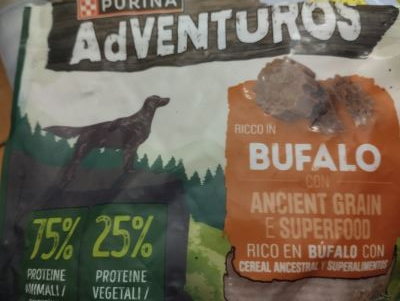 PURINA
AdVENTUROS
RICCO IN
BUFALO
CON
ANCIENT GRAIN
E SUPERFOOD
RICO EN BÚFALO CON
CEREAL ANCESTRAL Y SUPERALIMENTOS
75% 25%
PROTEINE PROTEINE
ANIMALI / VEGETALI /